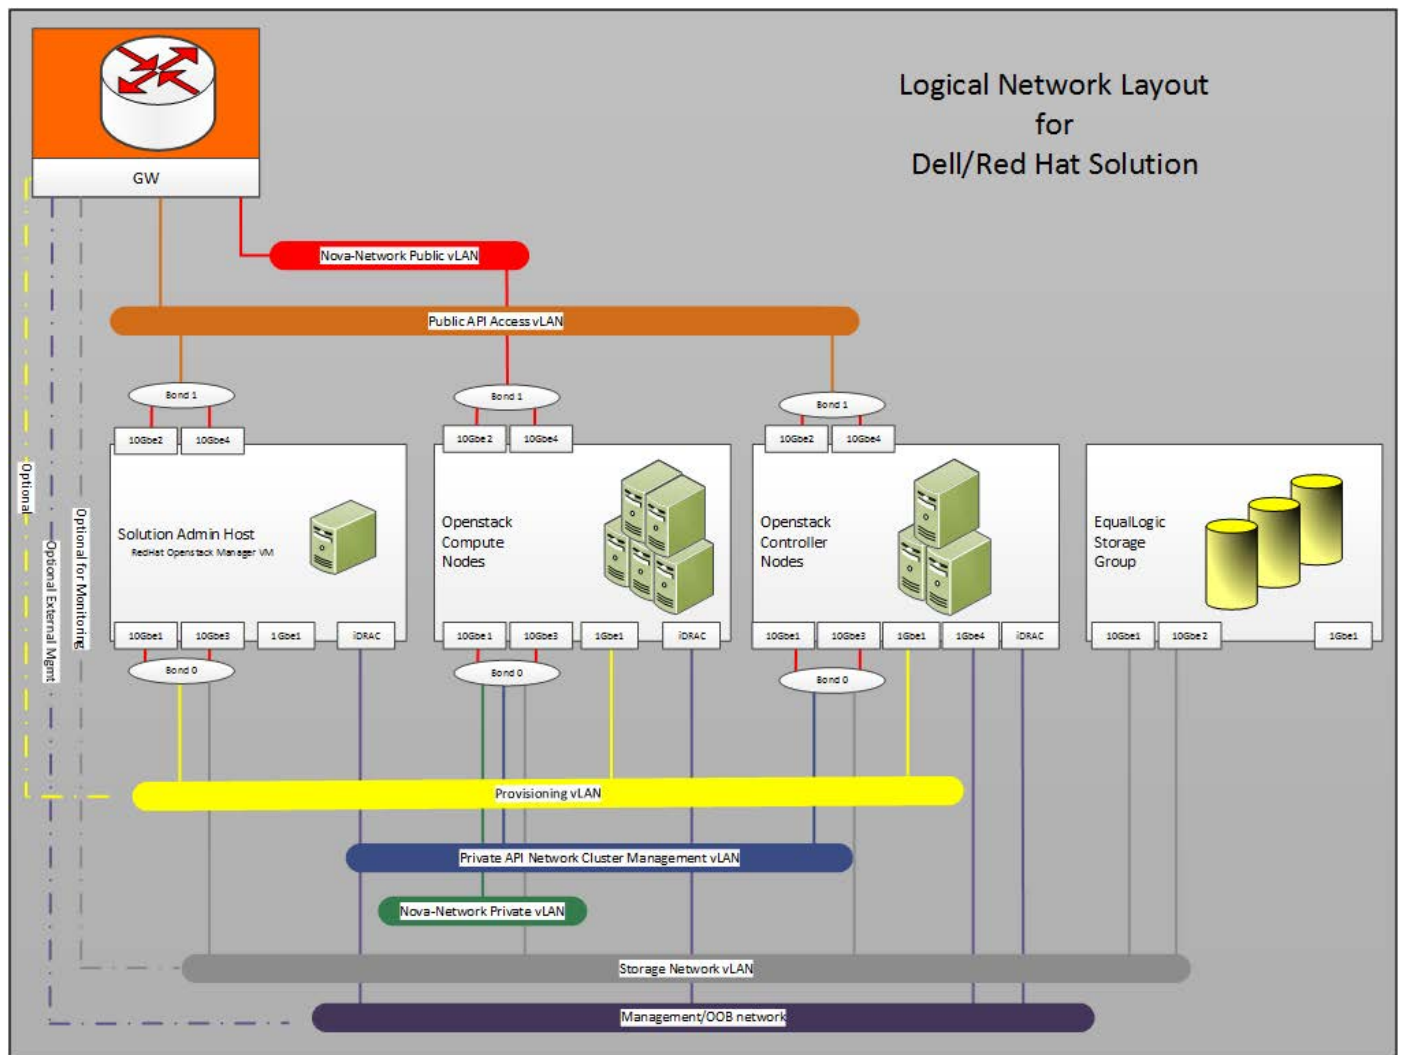 Logical Network Layout
for
Dell/Red Hat Solution
GW
Nova-Network Public vLAN
Public API Access vLAN
Bond 1
Bond 1
Bond 1
10Gbe2
10Gbe4
10Gbe2
10Gbe4
10Gbe2
10Gbe4
Optional
Optional External Mgmt
Optional for Monitoring
Solution Admin Host
RedHat Openstack Manager VM
Openstack
Compute
Nodes
Openstack
Controller
Nodes
EqualLogic
Storage
Group
10Gbe1
10Gbe3
1Gbe1
iDRAC
10Gbe1
10Gbe3
1Gbe1
iDRAC
10Gbe1
10Gbe3
1Gbe1
1Gbe4
iDRAC
10Gbe1
10Gbe2
1Gbe1
Bond 0
Bond 0
Bond 0
Provisioning vLAN
Private API Network Cluster Management vLAN
Nova-Network Private vLAN
Storage Network vLAN
Management/OOB network